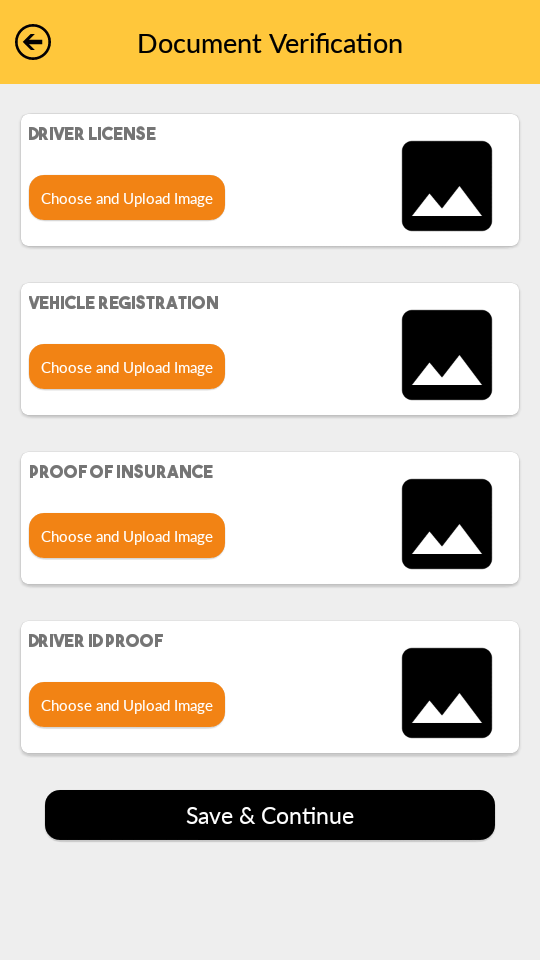 Document Verification
DRIVER LICENSE
Choose and Upload Image
VEHICLE REGISTRATION
Choose and Upload Image
PROOF OF INSURANCE
Choose and Upload Image
DRIVER ID PROOF
Choose and Upload Image
Save & Continue